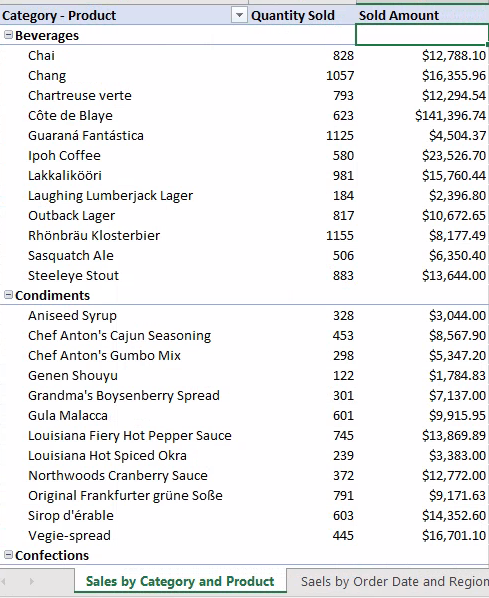 Category - Product Quantity Sold Sold Amount
Beverages
Chai 828 $12,788.10
Chang 1057 $16,355.96
Chartreuse verte 793 $12,294.54
Côte de Blaye 623 $141,396.74
Guaraná Fantástica 1125 $4,504.37
Ipoh Coffee 580 $23,526.70
Lakkalikööri 981 $15,760.44
Laughing Lumberjack Lager 184 $2,396.80
Outback Lager 817 $10,672.65
Rhönbräu Klosterbier 1155 $8,177.49
Sasquatch Ale 506 $6,350.40
Steeleye Stout 883 $13,644.00
Condiments
Aniseed Syrup 328 $3,044.00
Chef Anton's Cajun Seasoning 453 $8,567.90
Chef Anton's Gumbo Mix 298 $5,347.20
Genen Shouyu 122 $1,784.83
Grandma's Boysenberry Spread 301 $7,137.00
Gula Malacca 601 $9,915.95
Louisiana Fiery Hot Pepper Sauce 745 $13,869.89
Louisiana Hot Spiced Okra 239 $3,383.00
Northwoods Cranberry Sauce 372 $12,772.00
Original Frankfurter grüne Soße 791 $9,171.63
Sirop d'érable 603 $14,352.60
Vegie-spread 445 $16,701.10
Confections
Sales by Category and Product Saels by Order Date and Region